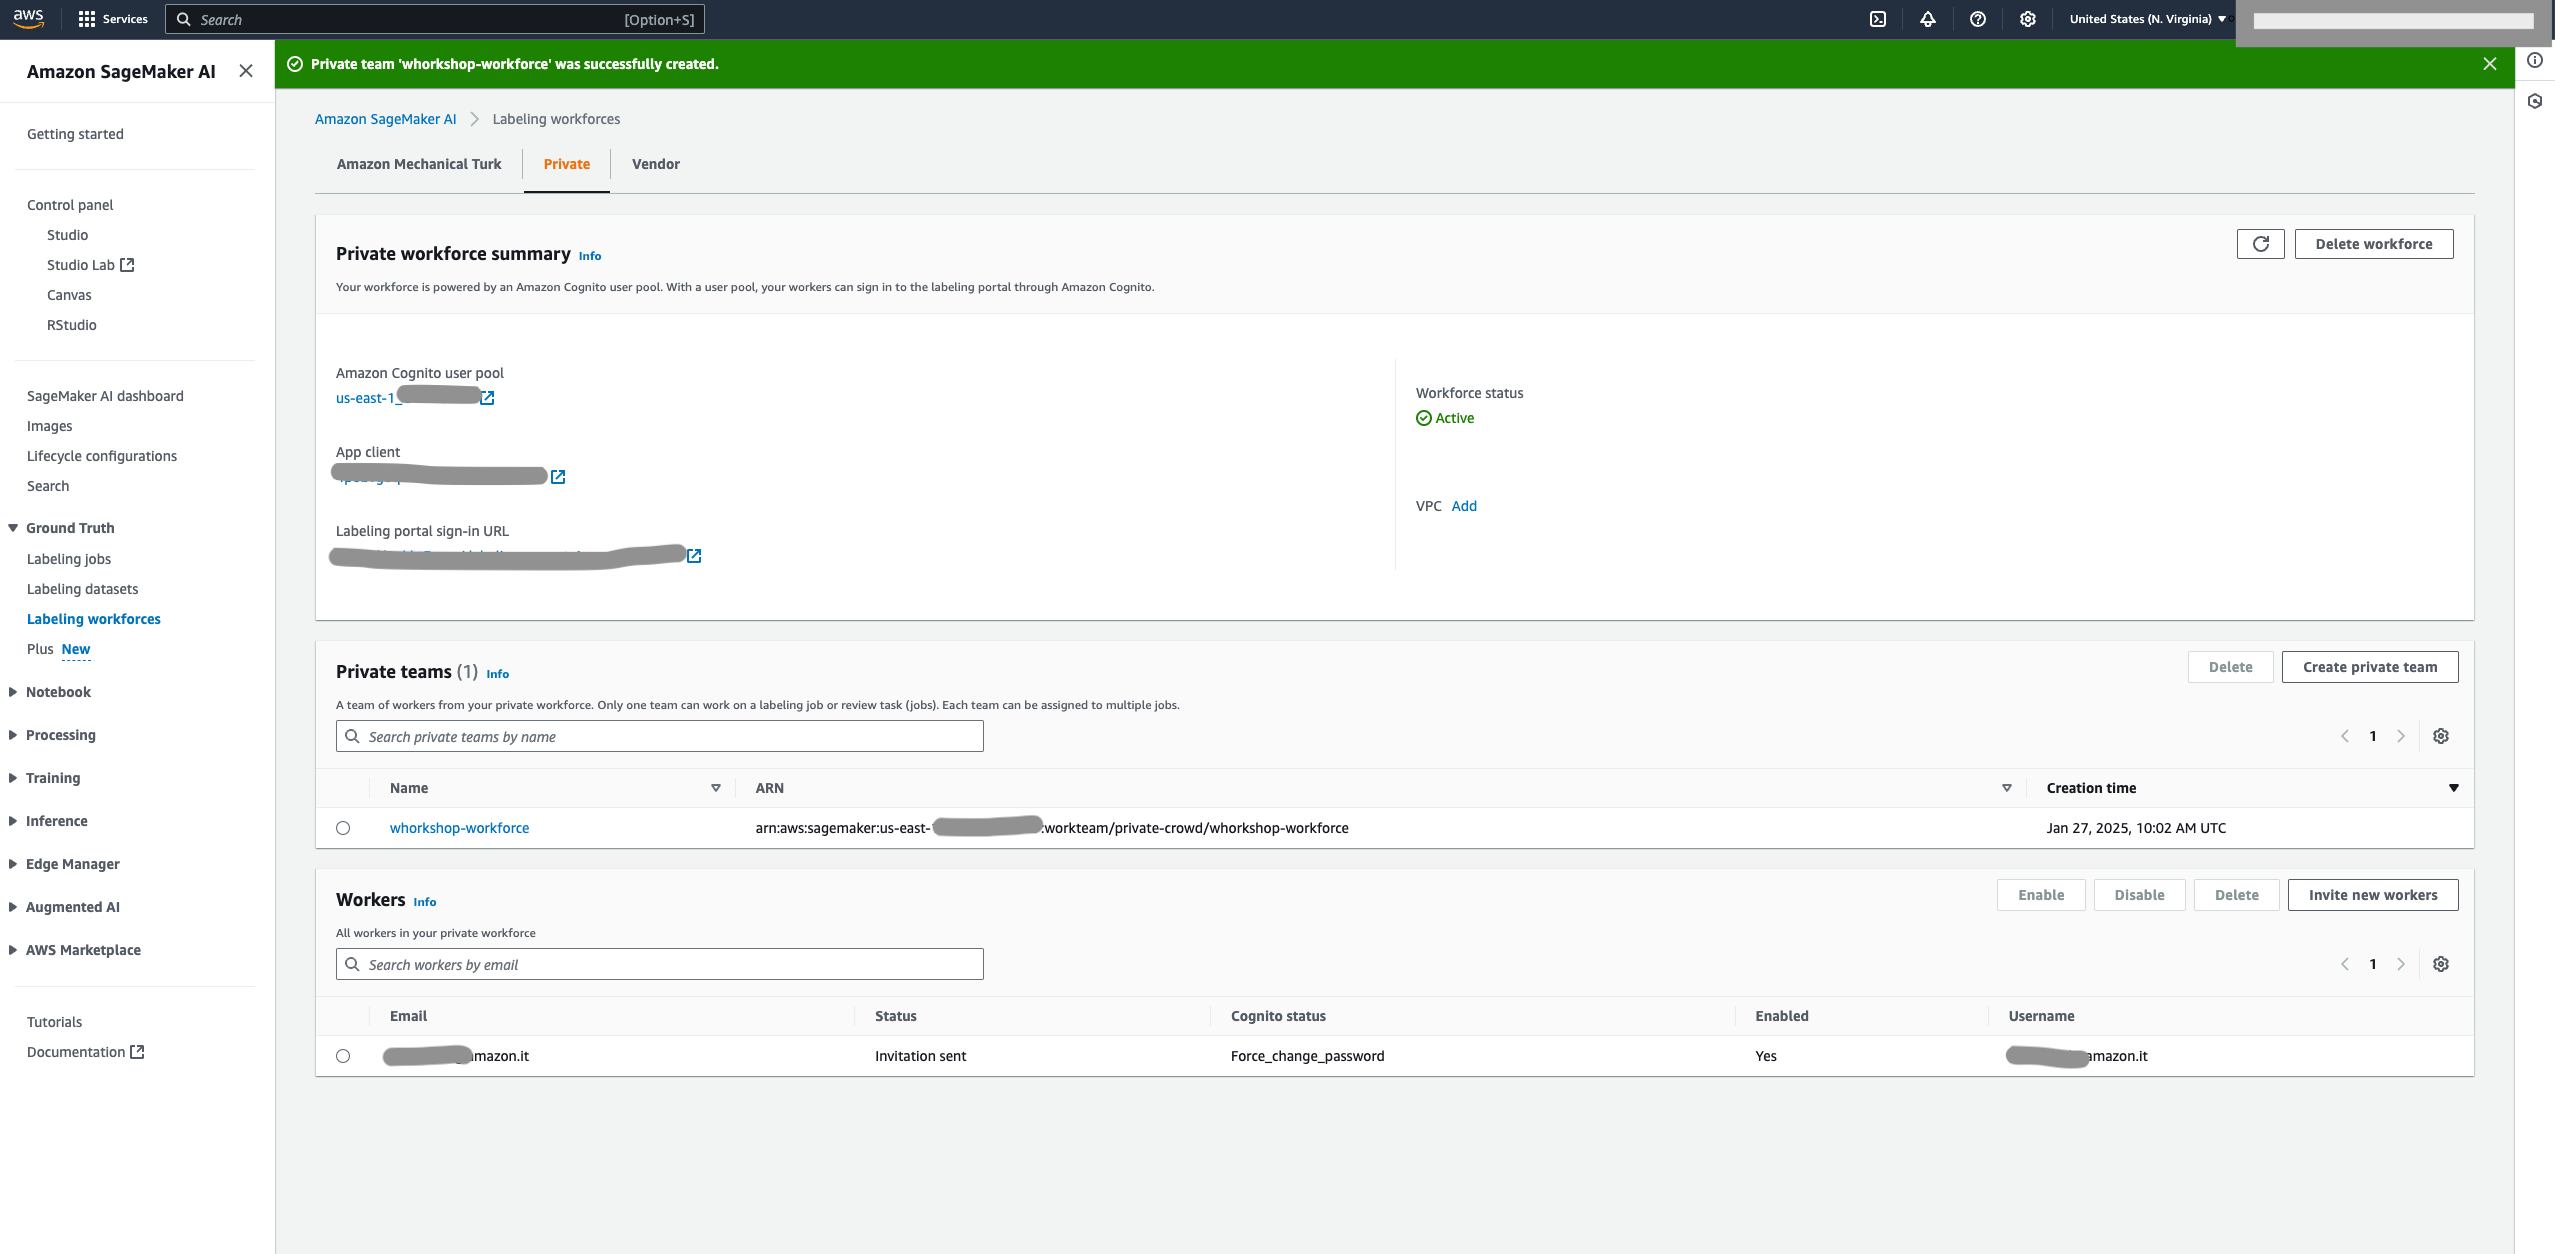 aws
Services
Search
[Option+S]
United States (N. Virginia)
Amazon SageMaker AI
Getting started
Control panel
Studio
Studio Lab
Canvas
RStudio
SageMaker AI dashboard
Images
Lifecycle configurations
Search
Ground Truth
Labeling jobs
Labeling datasets
Labeling workforces
Plus New
Notebook
Processing
Training
Inference
Edge Manager
Augmented AI
AWS Marketplace
Tutorials
Documentation
Private team 'whorkshop-workforce' was successfully created.
Amazon SageMaker AI
Labeling workforces
Amazon Mechanical Turk
Private
Vendor
Private workforce summary Info
Delete workforce
Your workforce is powered by an Amazon Cognito user pool. With a user pool, your workers can sign in to the labeling portal through Amazon Cognito.
Amazon Cognito user pool
us-east-1_
App client
Labeling portal sign-in URL
Workforce status
Active
VPC Add
Private teams (1) Info
Delete
Create private team
A team of workers from your private workforce. Only one team can work on a labeling job or review task (jobs). Each team can be assigned to multiple jobs.
Search private teams by name
1
Name ARN Creation time
whorkshop-workforce arn:aws:sagemaker:us-east- :workteam/private-crowd/whorkshop-workforce Jan 27, 2025, 10:02 AM UTC
Workers Info
Enable
Disable
Delete
Invite new workers
All workers in your private workforce
Search workers by email
1
Email Status Cognito status Enabled Username
amazon.it Invitation sent Force_change_password Yes amazon.it